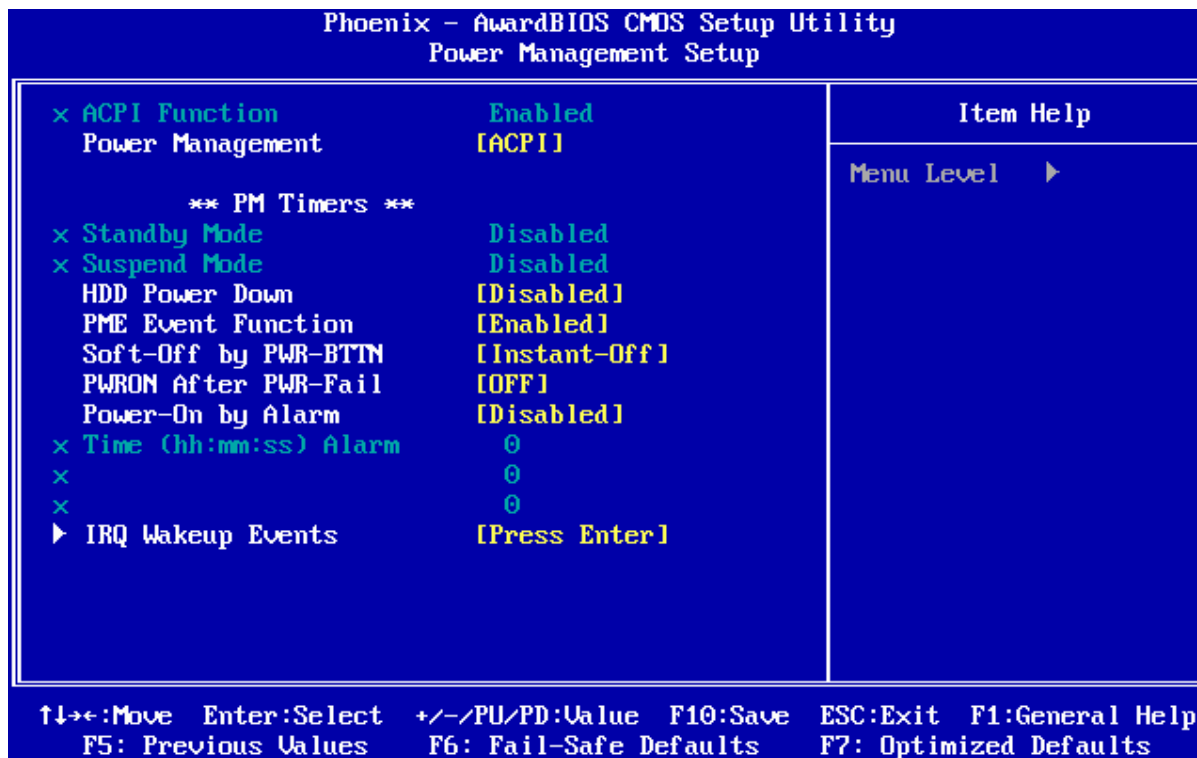 Phoenix - AwardBIOS CMOS Setup Utility
Power Management Setup
x ACPI Function Enabled
Power Management [ACPI]
** PM Timers **
x Standby Mode Disabled
x Suspend Mode Disabled
HDD Power Down [Disabled]
PME Event Function [Enabled]
Soft-Off by PWR-BTTN [Instant-Off]
PWRON After PWR-Fail [OFF]
Power-On by Alarm [Disabled]
x Time (hh:mm:ss) Alarm 0
x 0
x 0
► IRQ Wakeup Events [Press Enter]
Item Help
Menu Level ►
↑↓→←:Move Enter:Select +/-/PU/PD:Value F10:Save ESC:Exit F1:General Help
F5: Previous Values F6: Fail-Safe Defaults F7: Optimized Defaults